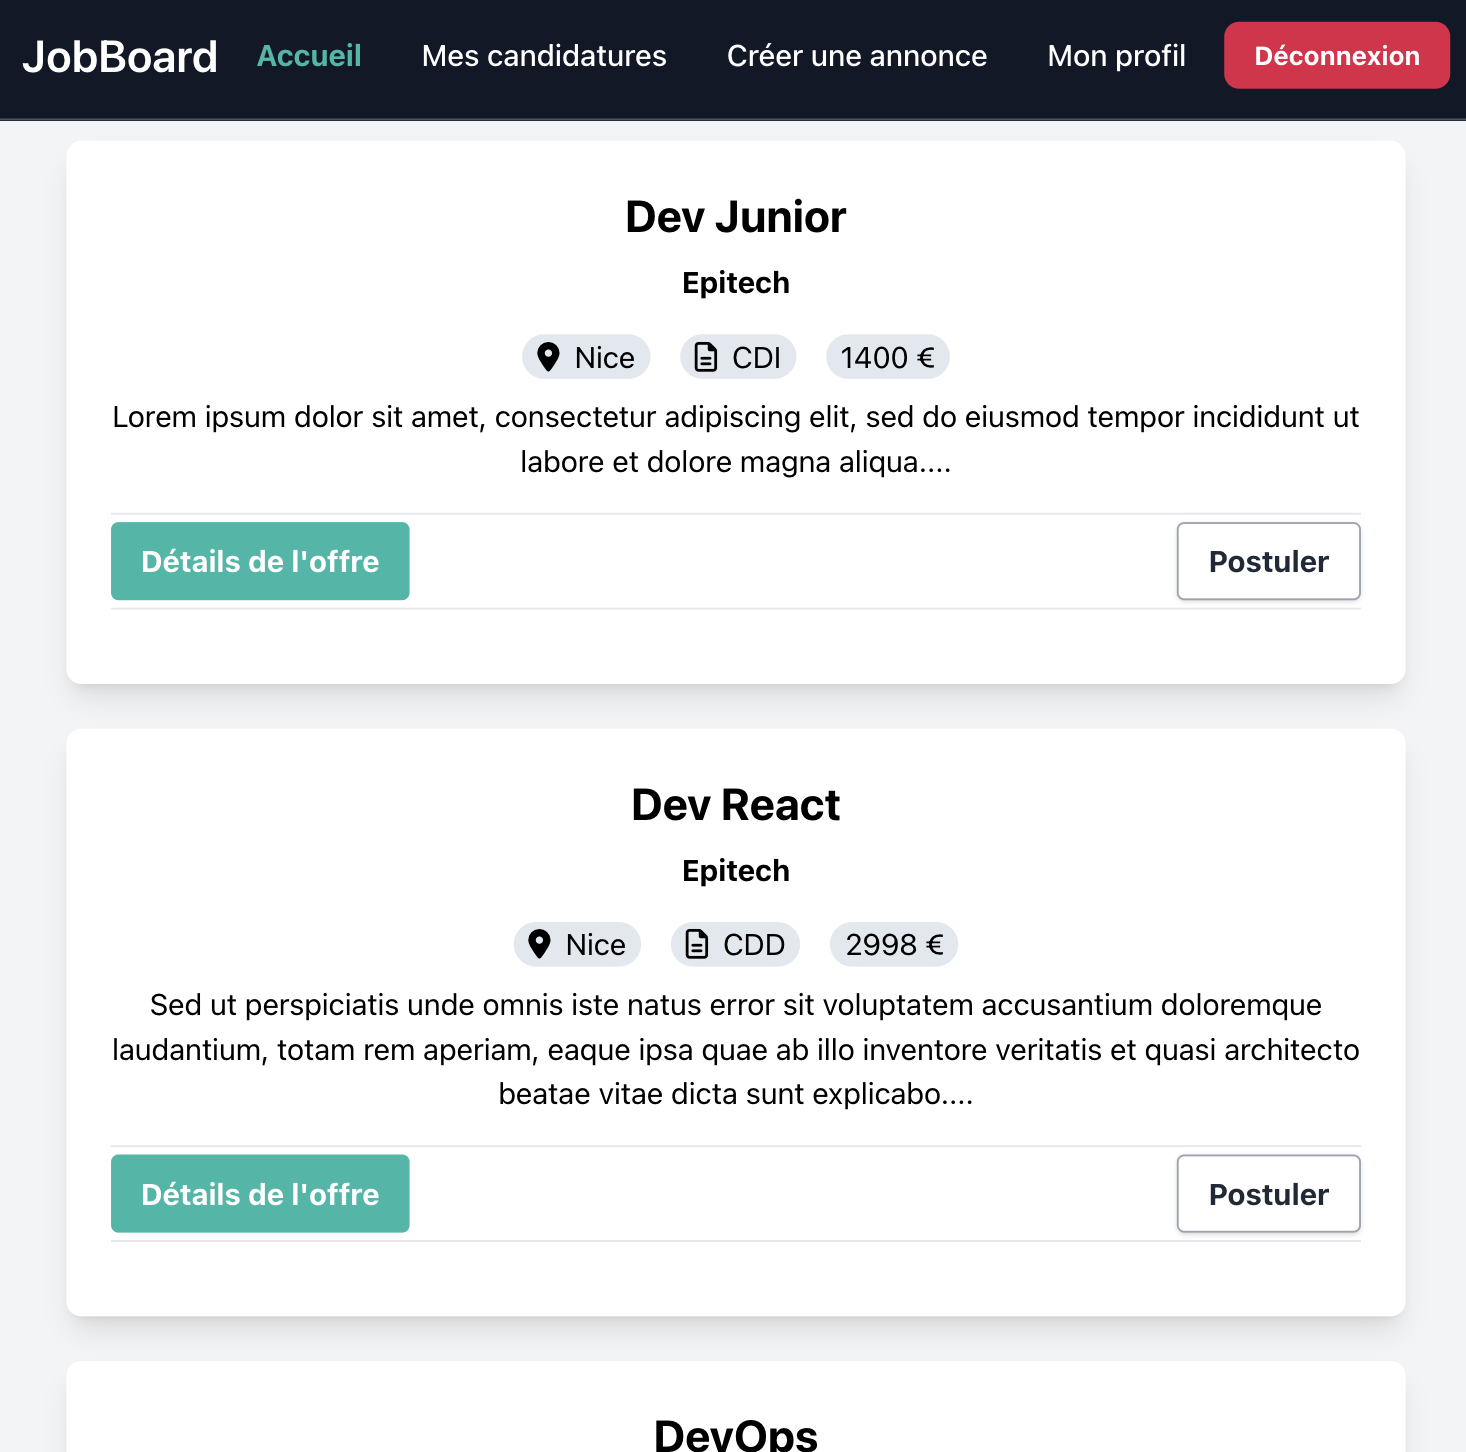 JobBoard Accueil Mes candidatures Créer une annonce Mon profil Déconnexion
Dev Junior
Epitech
Nice CDI 1400 €
Lorem ipsum dolor sit amet, consectetur adipiscing elit, sed do eiusmod tempor incididunt ut
labore et dolore magna aliqua....
Détails de l'offre Postuler
Dev React
Epitech
Nice CDD 2998 €
Sed ut perspiciatis unde omnis iste natus error sit voluptatem accusantium doloremque
laudantium, totam rem aperiam, eaque ipsa quae ab illo inventore veritatis et quasi architecto
beatae vitae dicta sunt explicabo....
Détails de l'offre Postuler
DevOps